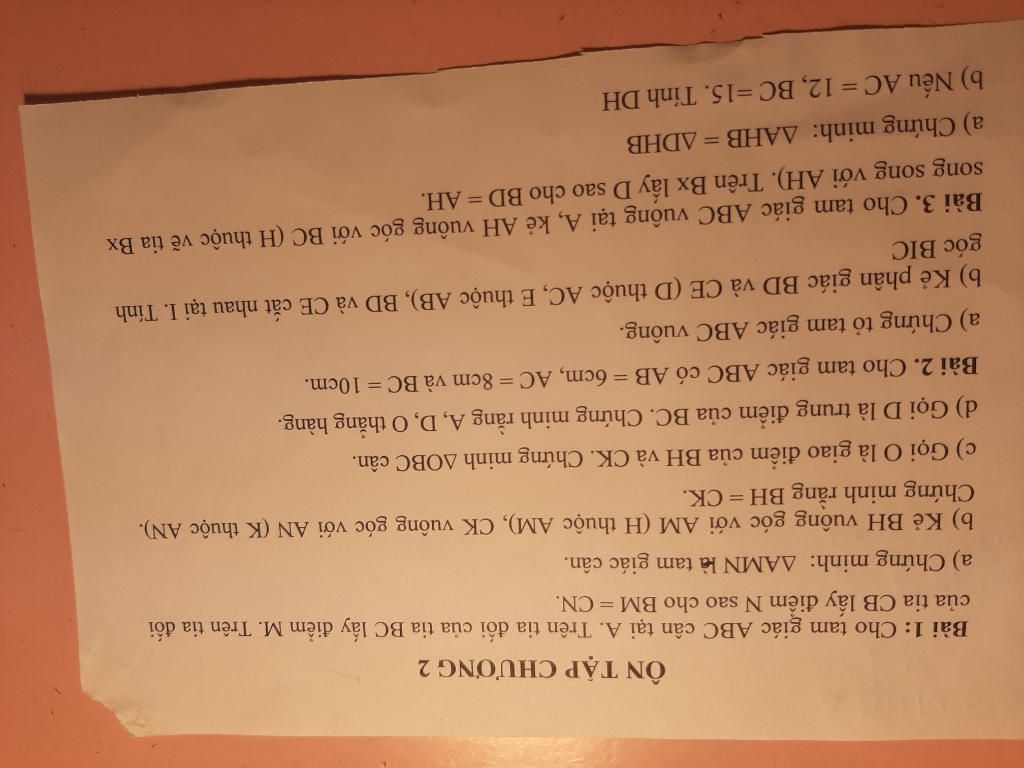 ÔN TẬP CHƯƠNG 2
Bài 1: Cho tam giác ABC cân tại A. Trên tia đối của tia BC lấy điểm M. Trên tia đối
của tia CB lấy điểm N sao cho BM = CN.
a) Chứng minh: ΔAMN là tam giác cân.
b) Kẻ BH vuông góc với AM (H thuộc AM), CK vuông góc với AN (K thuộc AN).
Chứng minh rằng BH = CK.
c) Gọi O là giao điểm của BH và CK. Chứng minh ΔOBC cân.
d) Gọi D là trung điểm của BC. Chứng minh rằng A, D, O thẳng hàng.
Bài 2. Cho tam giác ABC có AB = 6cm, AC = 8cm và BC = 10cm.
a) Chứng tỏ tam giác ABC vuông.
b) Kẻ phân giác BD và CE (D thuộc AC, E thuộc AB), BD và CE cắt nhau tại I. Tính
góc BIC
Bài 3. Cho tam giác ABC vuông tại A, kẻ AH vuông góc với BC (H thuộc vẽ tia Bx
song song với AH). Trên Bx lấy D sao cho BD = AH.
a) Chứng minh: ΔAHB = ΔDHB
b) Nếu AC = 12, BC =15. Tính DH